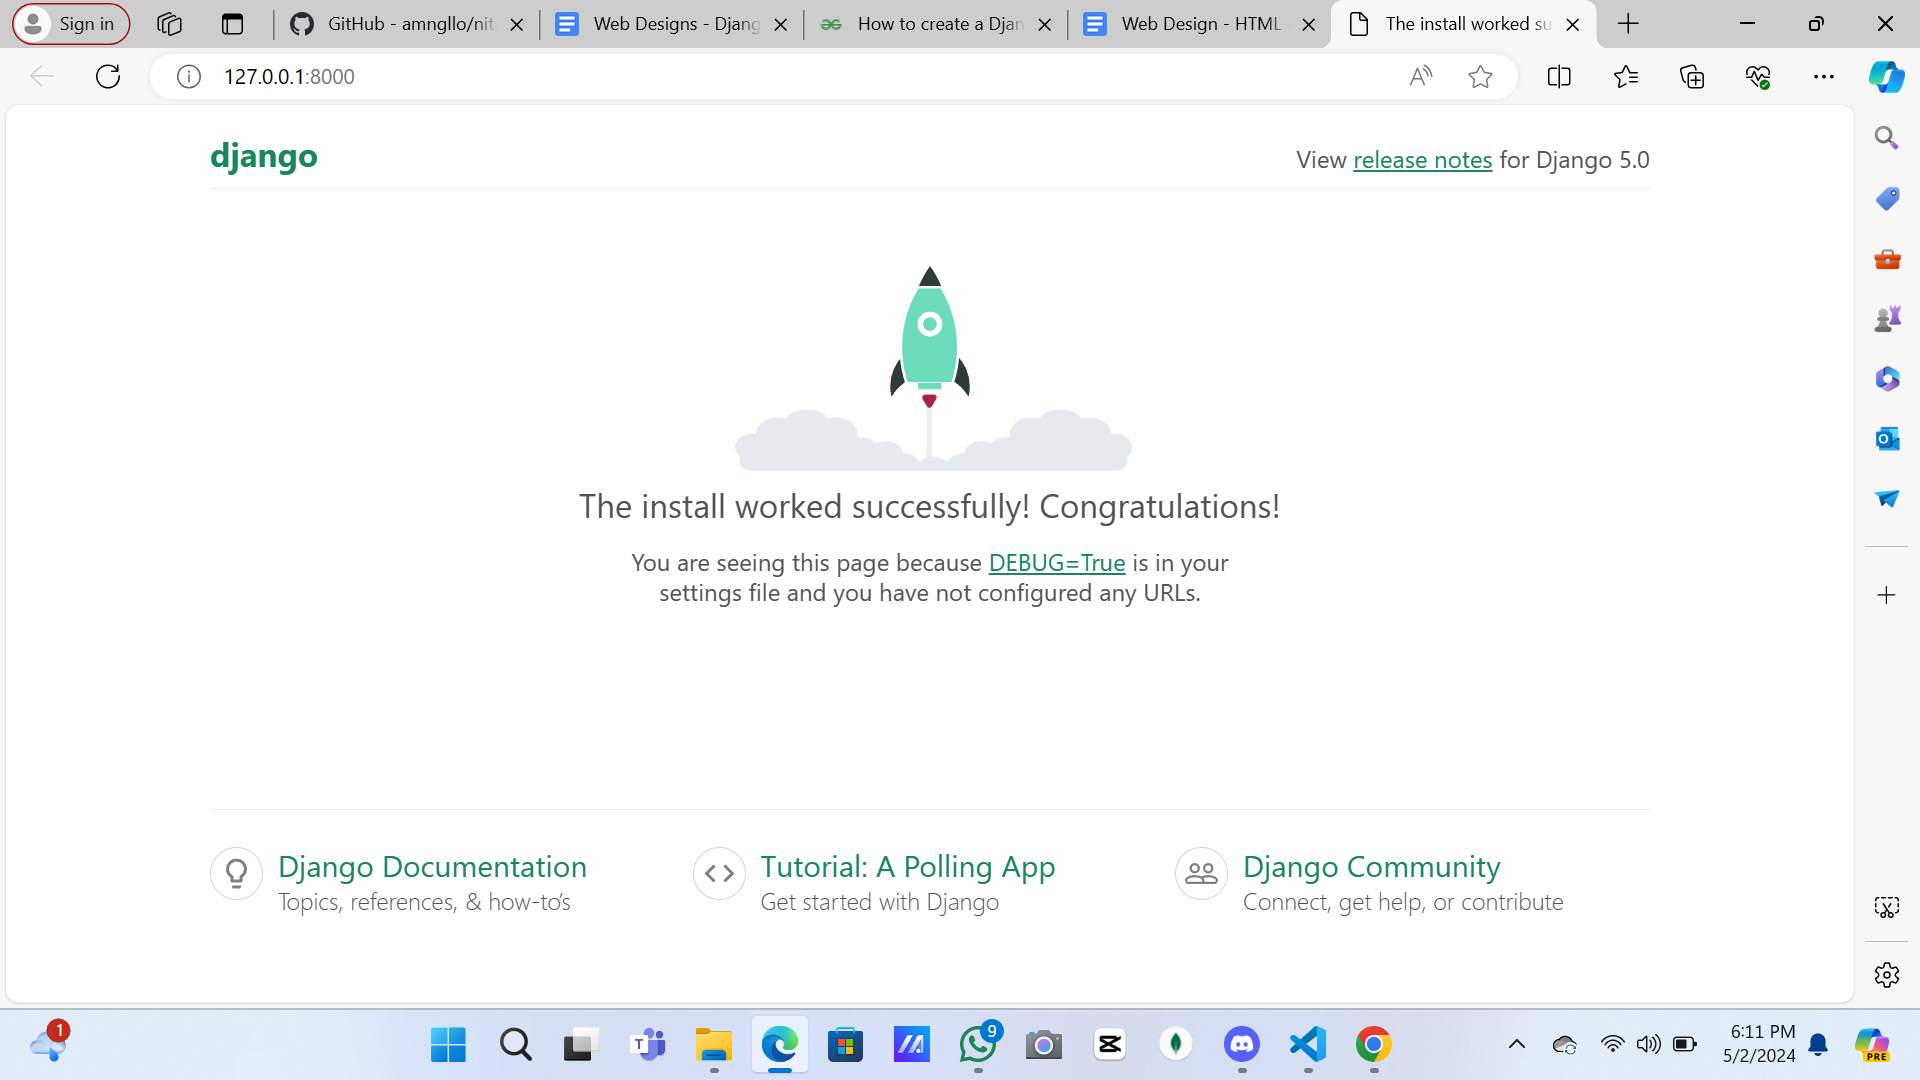 Sign in
GitHub - amngllo/nit
Web Designs - Djang
How to create a Djan
Web Design - HTML
The install worked su
127.0.0.1:8000
django
View release notes for Django 5.0
The install worked successfully! Congratulations!
You are seeing this page because DEBUG=True is in your
settings file and you have not configured any URLs.
Django Documentation
Topics, references, & how-to’s
Tutorial: A Polling App
Get started with Django
Django Community
Connect, get help, or contribute
1
9
6:11 PM
5/2/2024
PRE